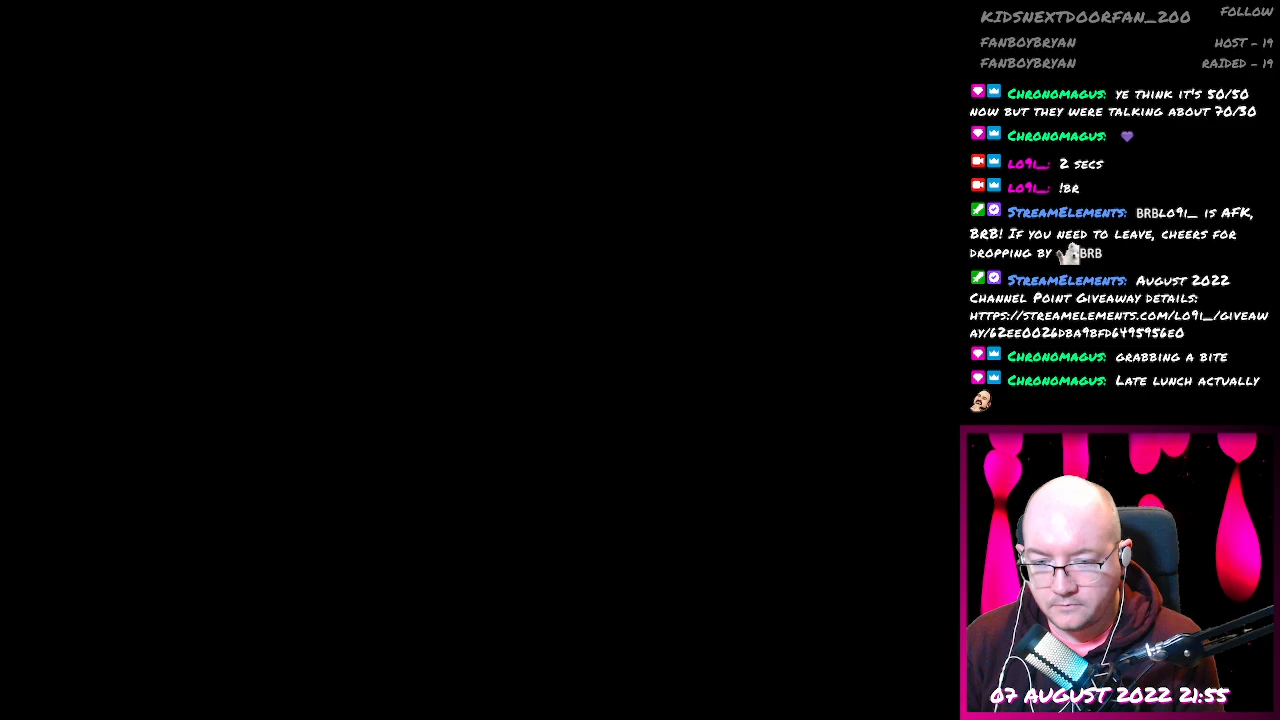 KIDSNEXTDOORFAN_200 FOLLOW
FANBOYBRYAN HOST - 19
FANBOYBRYAN RAIDED - 19
Chronomagus: ye think it's 50/50
now but they were talking about 70/30
Chronomagus:
lo9i_: 2 secs
lo9i_: !br
StreamElements: BRBlo9i_ is AFK,
BRB! If you need to leave, cheers for
dropping by BRB
StreamElements: August 2022
Channel Point Giveaway details:
https://streamelements.com/lo9i_/giveaw
ay/62ee0026dba9bfd6495956e0
Chronomagus: grabbing a bite
Chronomagus: Late lunch actually
07 AUGUST 2022 21:55